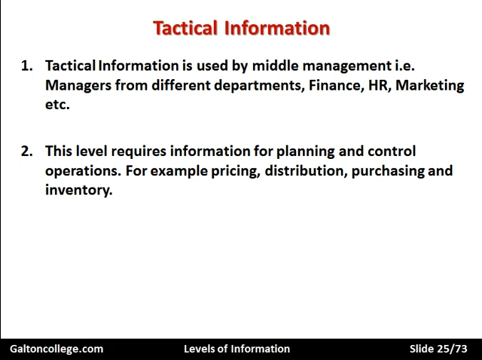 Tactical Information
1. Tactical Information is used by middle management i.e.
Managers from different departments, Finance, HR, Marketing
etc.
2. This level requires information for planning and control
operations. For example pricing, distribution, purchasing and
inventory.
Galtoncollege.com Levels of Information Slide 25/73